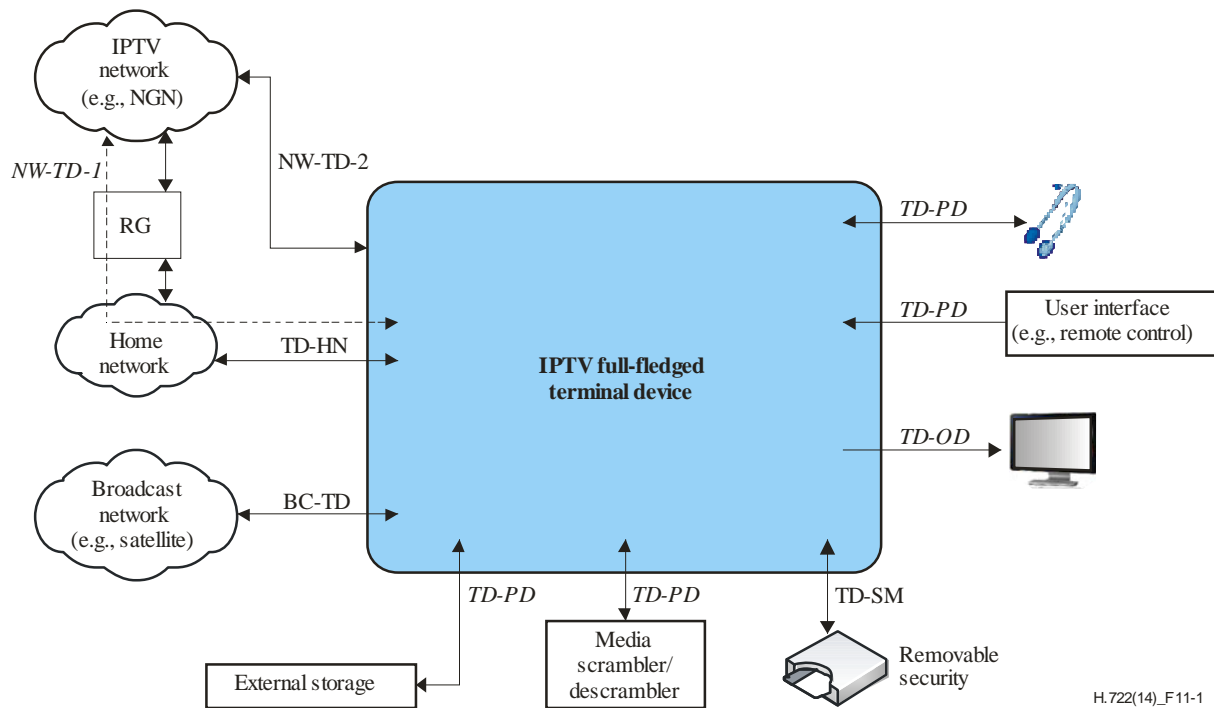 IPTV
network
(e.g., NGN)
NW-TD-1
NW-TD-2
RG
Home
network
TD-HN
Broadcast
network
(e.g., satellite)
BC-TD
IPTV full-fledged
terminal device
TD-PD
TD-PD
User interface
(e.g., remote control)
TD-OD
TD-PD
TD-PD
TD-SM
External storage
Media
scrambler/
descrambler
Removable
security
H.722(14)_F11-1